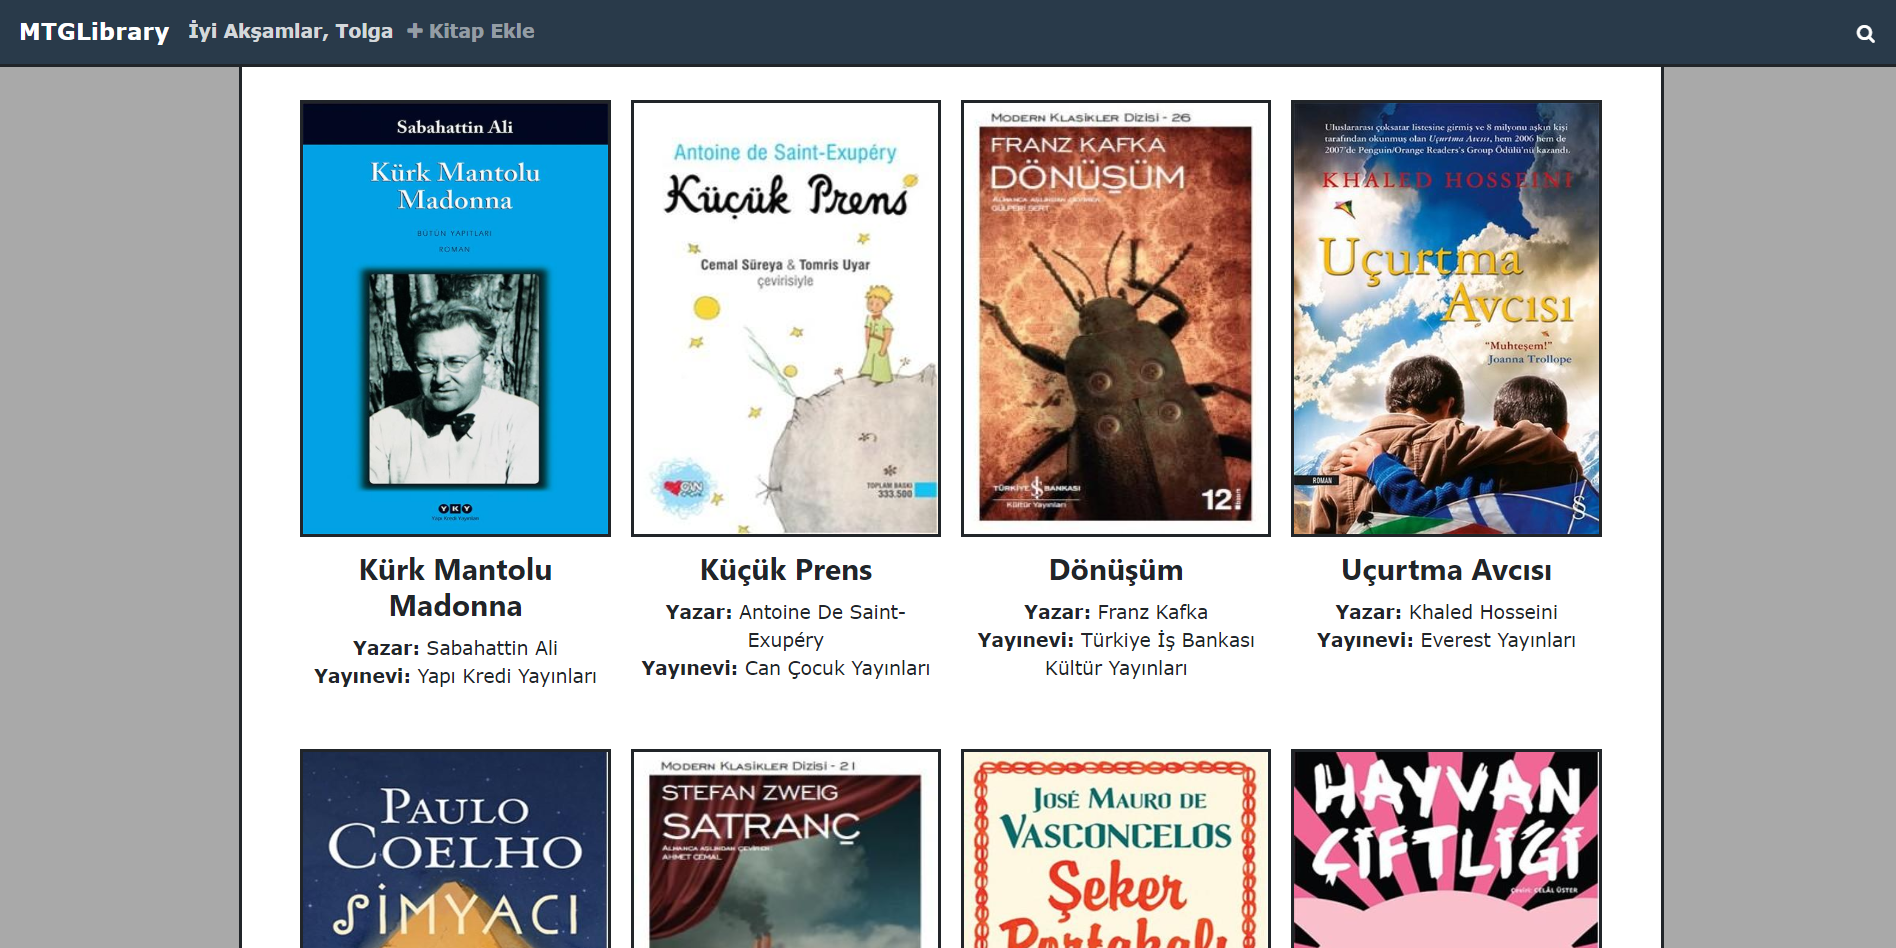 MTGLibrary İyi Akşamlar, Tolga Kitap Ekle
Sabahattin Ali
Kürk Mantolu
Madonna
BÜTÜN YAPITLARI
ROMAN
YKY
Yapı Kredi Yayınları
Antoine de Saint-Exupéry
Küçük Prens
Cemal Süreya & Tomris Uyar
çevirisiyle
CAN
çocuk
TOPLAM BASKI
333.500
MODERN KLASİKLER DİZİSİ - 26
FRANZ KAFKA
DÖNÜŞÜM
ALMANCA ASLINDAN ÇEVİREN:
GÜLPERİ SERT
TÜRKİYE İŞ BANKASI
Kültür Yayınları
12.
Uluslararası çoksatar listesine girmiş ve 8 milyonu aşkın kişi
tarafından okunmuş olan Uçurtma Avcısı, hem 2006 hem de
2007'de Penguin/Orange Readers's Group Ödülü'nü kazandı.
KHALED HOSSEINI
Uçurtma
Avcısı
"Muhteşem!"
Joanna Trollope
ROMAN
Kürk Mantolu
Madonna
Yazar: Sabahattin Ali
Yayınevi: Yapı Kredi Yayınları
Küçük Prens
Yazar: Antoine De Saint-
Exupéry
Yayınevi: Can Çocuk Yayınları
Dönüşüm
Yazar: Franz Kafka
Yayınevi: Türkiye İş Bankası
Kültür Yayınları
Uçurtma Avcısı
Yazar: Khaled Hosseini
Yayınevi: Everest Yayınları
PAULO
COELHO
SİMYACI
MODERN KLASİKLER DİZİSİ - 21
STEFAN ZWEIG
SATRANÇ
ALMANCA ASLINDAN ÇEVİREN:
AHMET CEMAL
JOSÉ MAURO DE
VASCONCELOS
Şeker
Portakalı
HAYVAN
ÇİFTLİĞİ
Çeviri: CELÂL ÜSTER